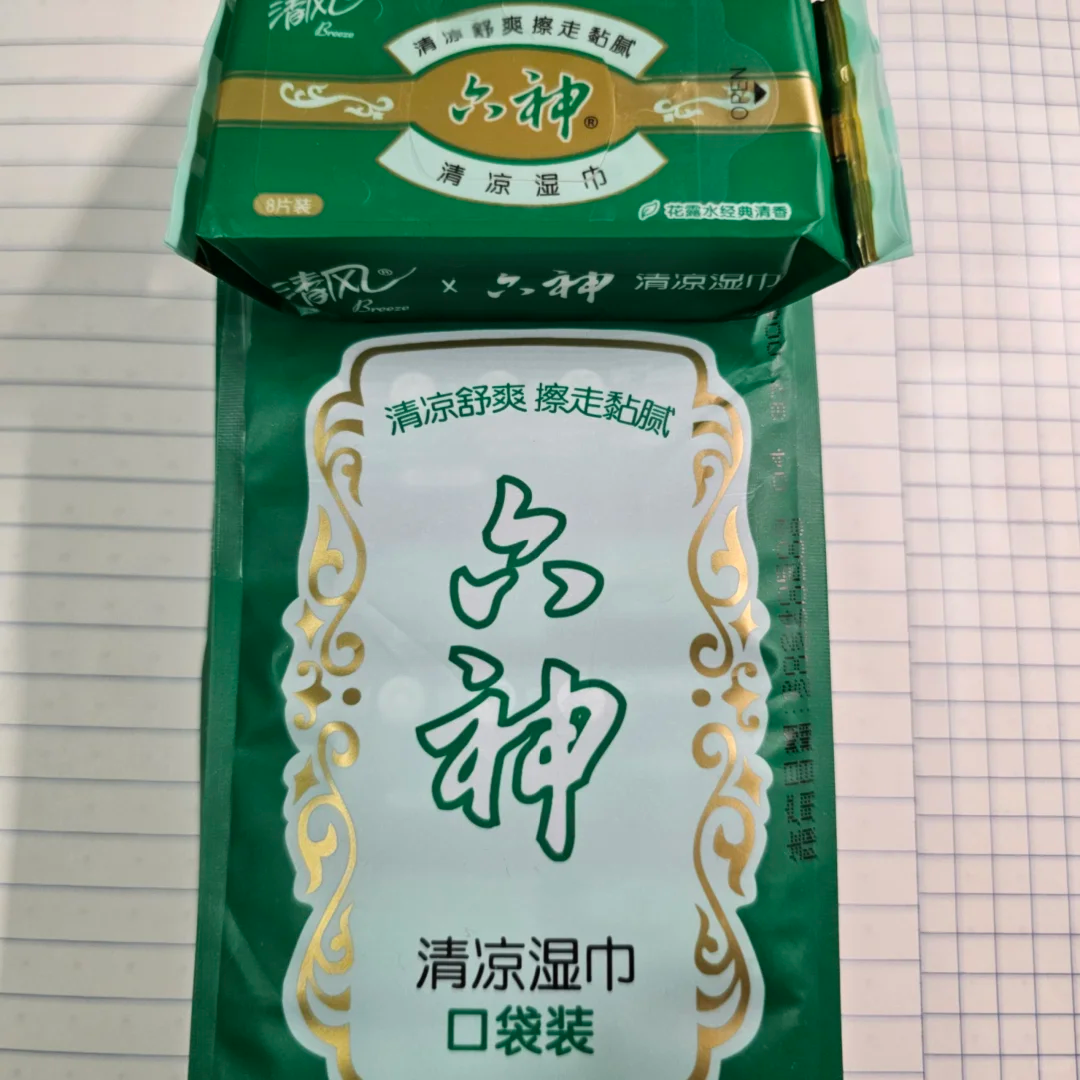 清风
Breeze
清凉舒爽擦走黏腻
六神®
OPEN
清凉湿巾
8片装
花露水经典清香
清风® Breeze x 六神 清凉湿巾
清凉舒爽 擦走黏腻
六
神
清凉湿巾
口袋装